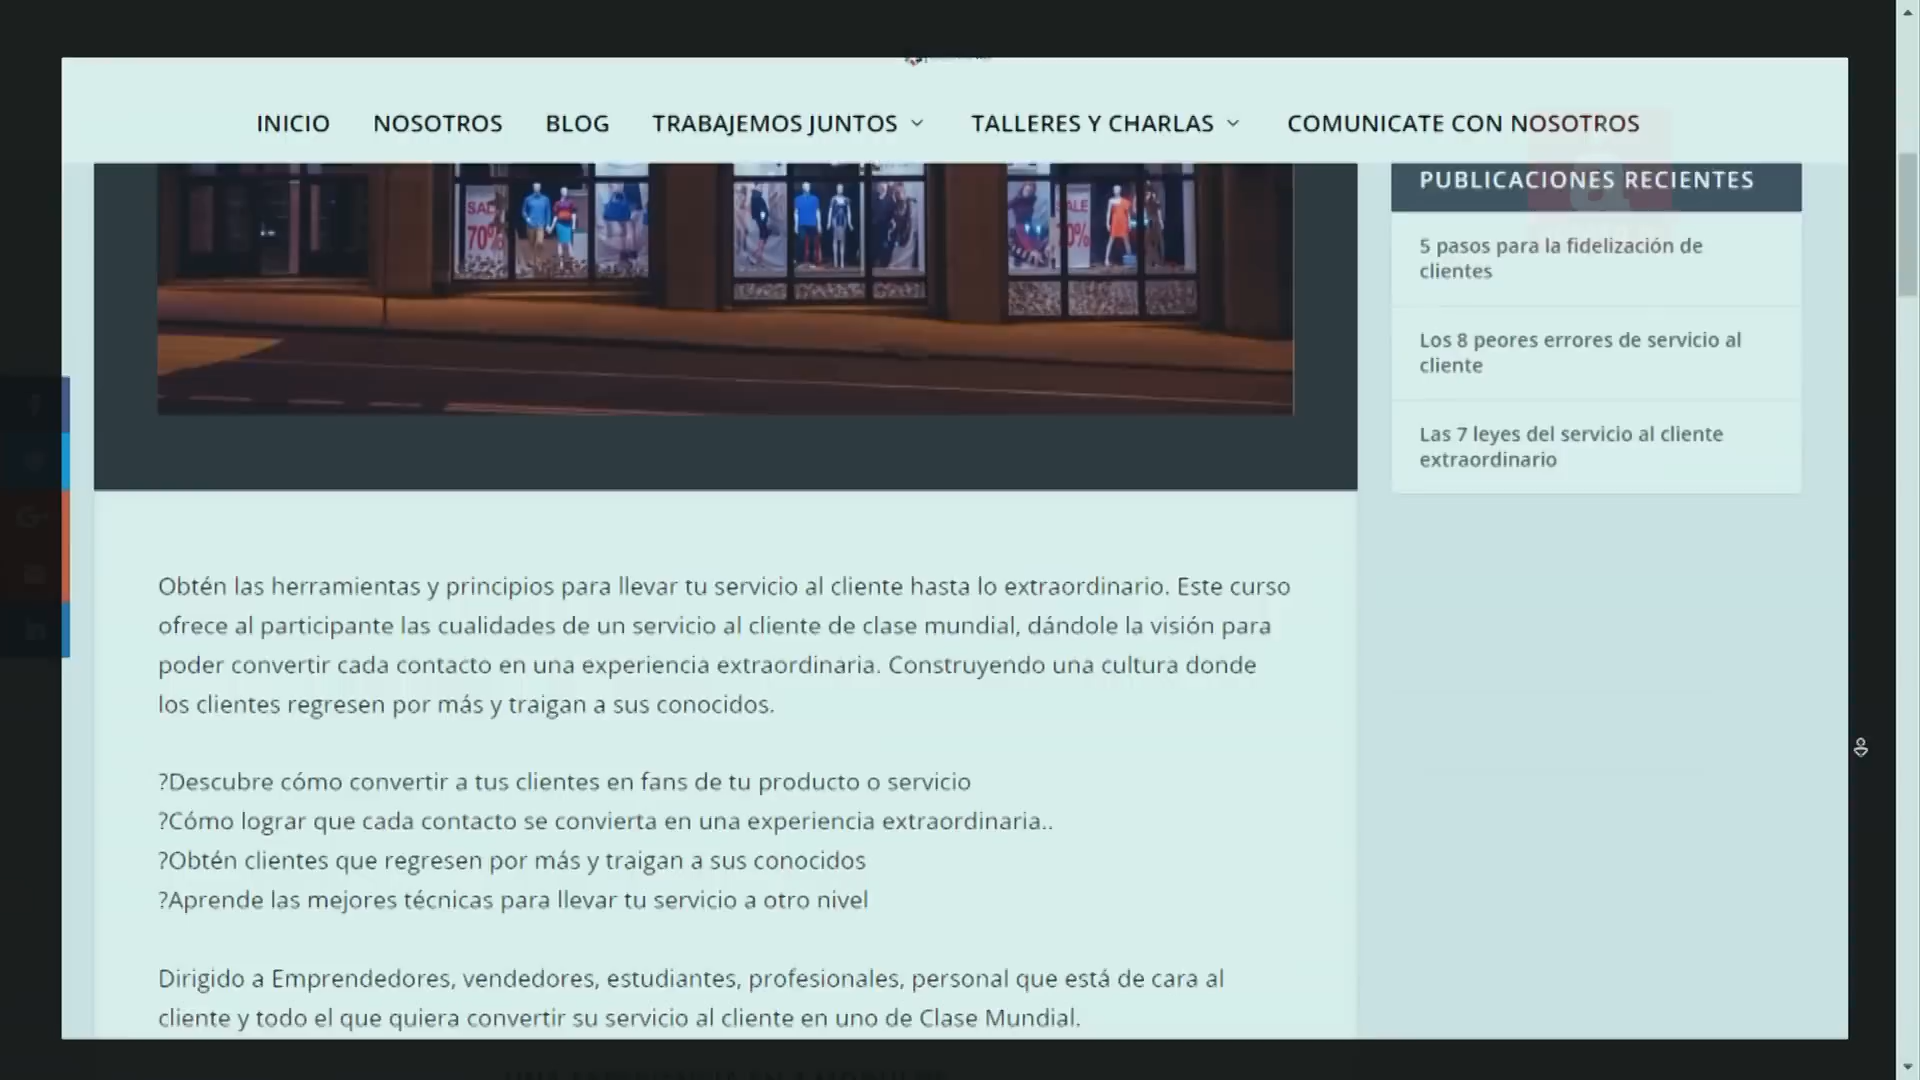 INICIO NOSOTROS BLOG TRABAJEMOS JUNTOS TALLERES Y CHARLAS COMUNICATE CON NOSOTROS
SALE
70%
SALE
PUBLICACIONES RECIENTES
5 pasos para la fidelización de
clientes
Los 8 peores errores de servicio al
cliente
Las 7 leyes del servicio al cliente
extraordinario
Obtén las herramientas y principios para llevar tu servicio al cliente hasta lo extraordinario. Este curso
ofrece al participante las cualidades de un servicio al cliente de clase mundial, dándole la visión para
poder convertir cada contacto en una experiencia extraordinaria. Construyendo una cultura donde
los clientes regresen por más y traigan a sus conocidos.
?Descubre cómo convertir a tus clientes en fans de tu producto o servicio
?Cómo lograr que cada contacto se convierta en una experiencia extraordinaria..
?Obtén clientes que regresen por más y traigan a sus conocidos
?Aprende las mejores técnicas para llevar tu servicio a otro nivel
Dirigido a Emprendedores, vendedores, estudiantes, profesionales, personal que está de cara al
cliente y todo el que quiera convertir su servicio al cliente en uno de Clase Mundial.